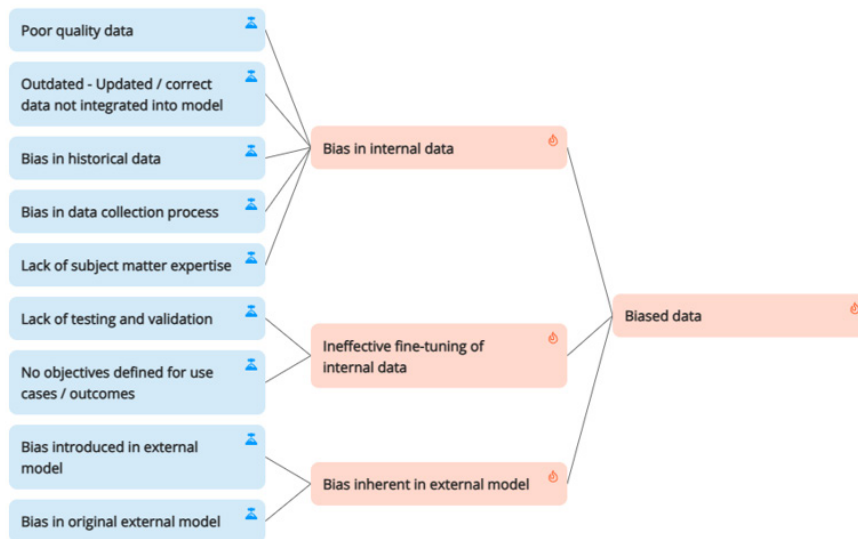 Poor quality data
Outdated - Updated / correct
data not integrated into model
Bias in historical data
Bias in data collection process
Lack of subject matter expertise
Lack of testing and validation
No objectives defined for use
cases / outcomes
Bias introduced in external
model
Bias in original external model
Bias in internal data
Ineffective fine-tuning of
internal data
Bias inherent in external model
Biased data